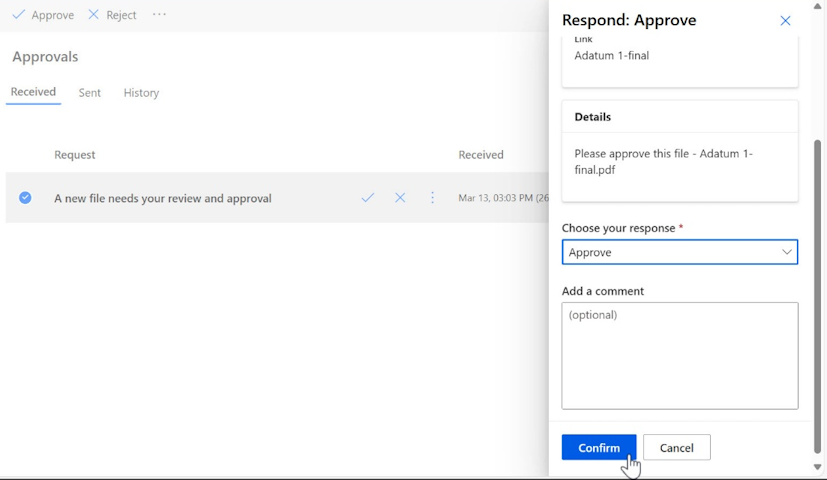 Approve Reject ...
Approvals
Received Sent History
Request Received
A new file needs your review and approval Mar 13, 03:03 PM (26
Respond: Approve
Link
Adatum 1-final
Details
Please approve this file - Adatum 1-
final.pdf
Choose your response *
Approve
Add a comment
(optional)
Confirm Cancel